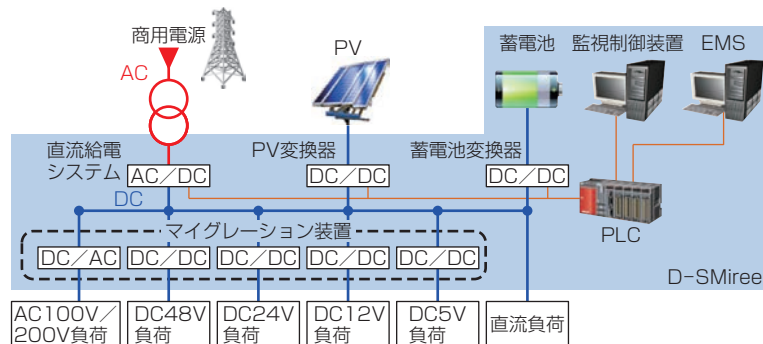 商用電源
PV
蓄電池
監視制御装置
EMS
AC
直流給電
システム
PV変換器
蓄電池変換器
AC/DC
DC/DC
DC/DC
DC
PLC
マイグレーション装置
DC/AC
DC/DC
DC/DC
DC/DC
DC/DC
D-SMiree
AC100V/
200V負荷
DC48V
負荷
DC24V
負荷
DC12V
負荷
DC5V
負荷
直流負荷